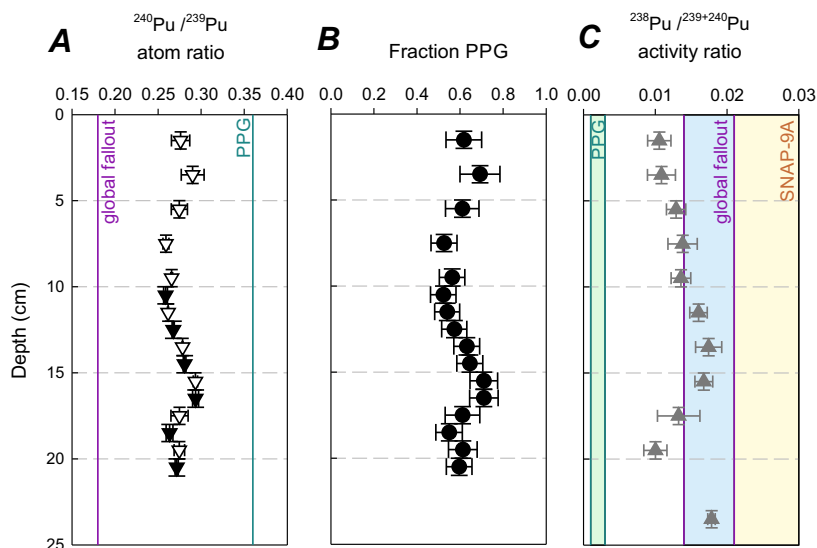 A
²⁴⁰Pu /²³⁹Pu
atom ratio
B
Fraction PPG
C
²³⁸Pu /²³⁹⁺²⁴⁰Pu
activity ratio
0.15 0.20 0.25 0.30 0.35 0.40
0.0 0.2 0.4 0.6 0.8 1.0
0.00 0.01 0.02 0.03
global fallout
PPG
PPG
global fallout
SNAP-9A
Depth (cm)
0
5
10
15
20
25